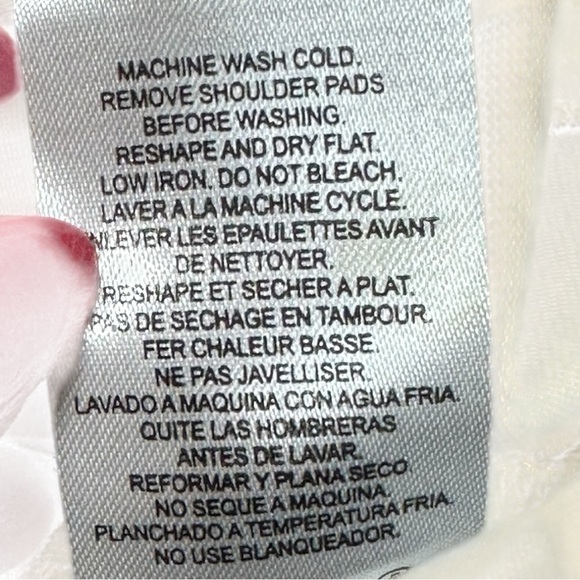 MACHINE WASH COLD.
REMOVE SHOULDER PADS
BEFORE WASHING.
RESHAPE AND DRY FLAT.
LOW IRON. DO NOT BLEACH.
LAVER A LA MACHINE CYCLE.
ENLEVER LES EPAULETTES AVANT
DE NETTOYER.
RESHAPE ET SECHER A PLAT.
PAS DE SECHAGE EN TAMBOUR.
FER CHALEUR BASSE.
NE PAS JAVELLISER.
LAVADO A MAQUINA CON AGUA FRIA.
QUITE LAS HOMBRERAS
ANTES DE LAVAR.
REFORMAR Y PLANA SECO
NO SEQUE A MAQUINA.
PLANCHADO A TEMPERATURA FRIA.
NO USE BLANQUEADOR.